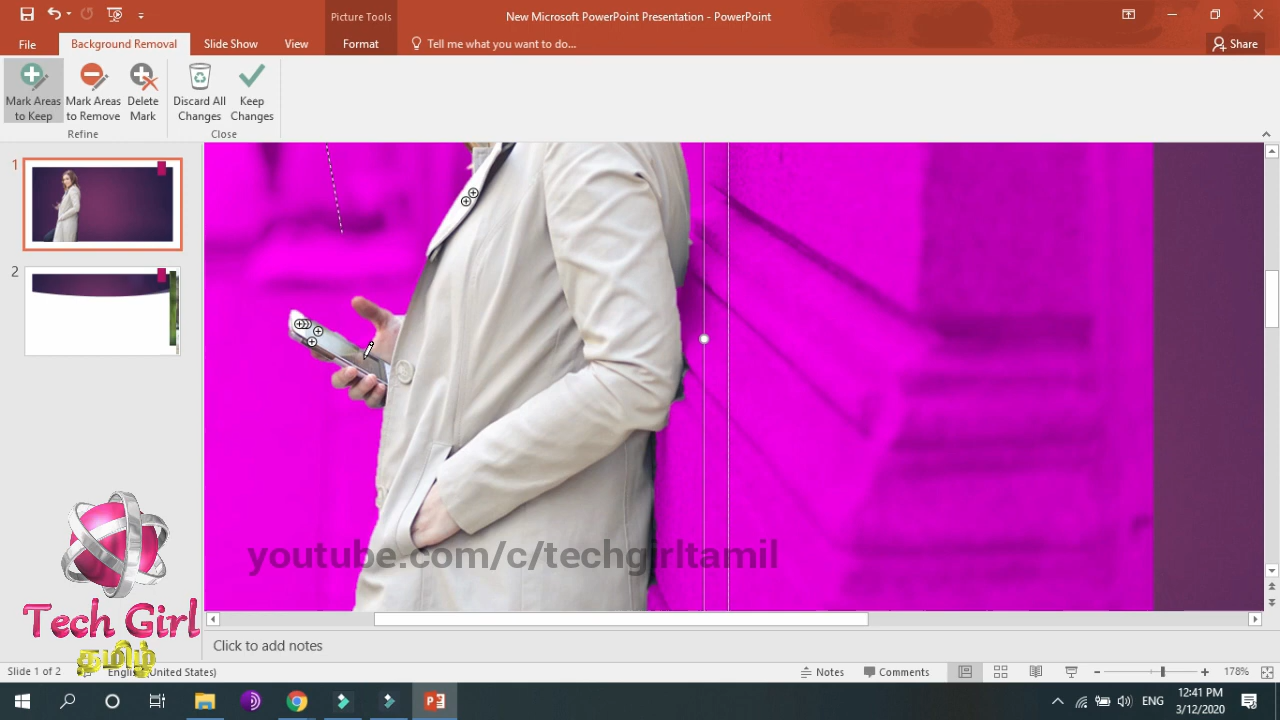 Picture Tools
New Microsoft PowerPoint Presentation - PowerPoint
File
Background Removal
Slide Show
View
Format
Tell me what you want to do...
Share
Mark Areas to Keep
Mark Areas to Remove
Delete Mark
Discard All Changes
Keep Changes
Refine
Close
1
2
youtube.com/c/techgirltamil
Tech Girl
தமிழ்
Click to add notes
Slide 1 of 2
English (United States)
Notes
Comments
178%
ENG
12:41 PM
3/12/2020